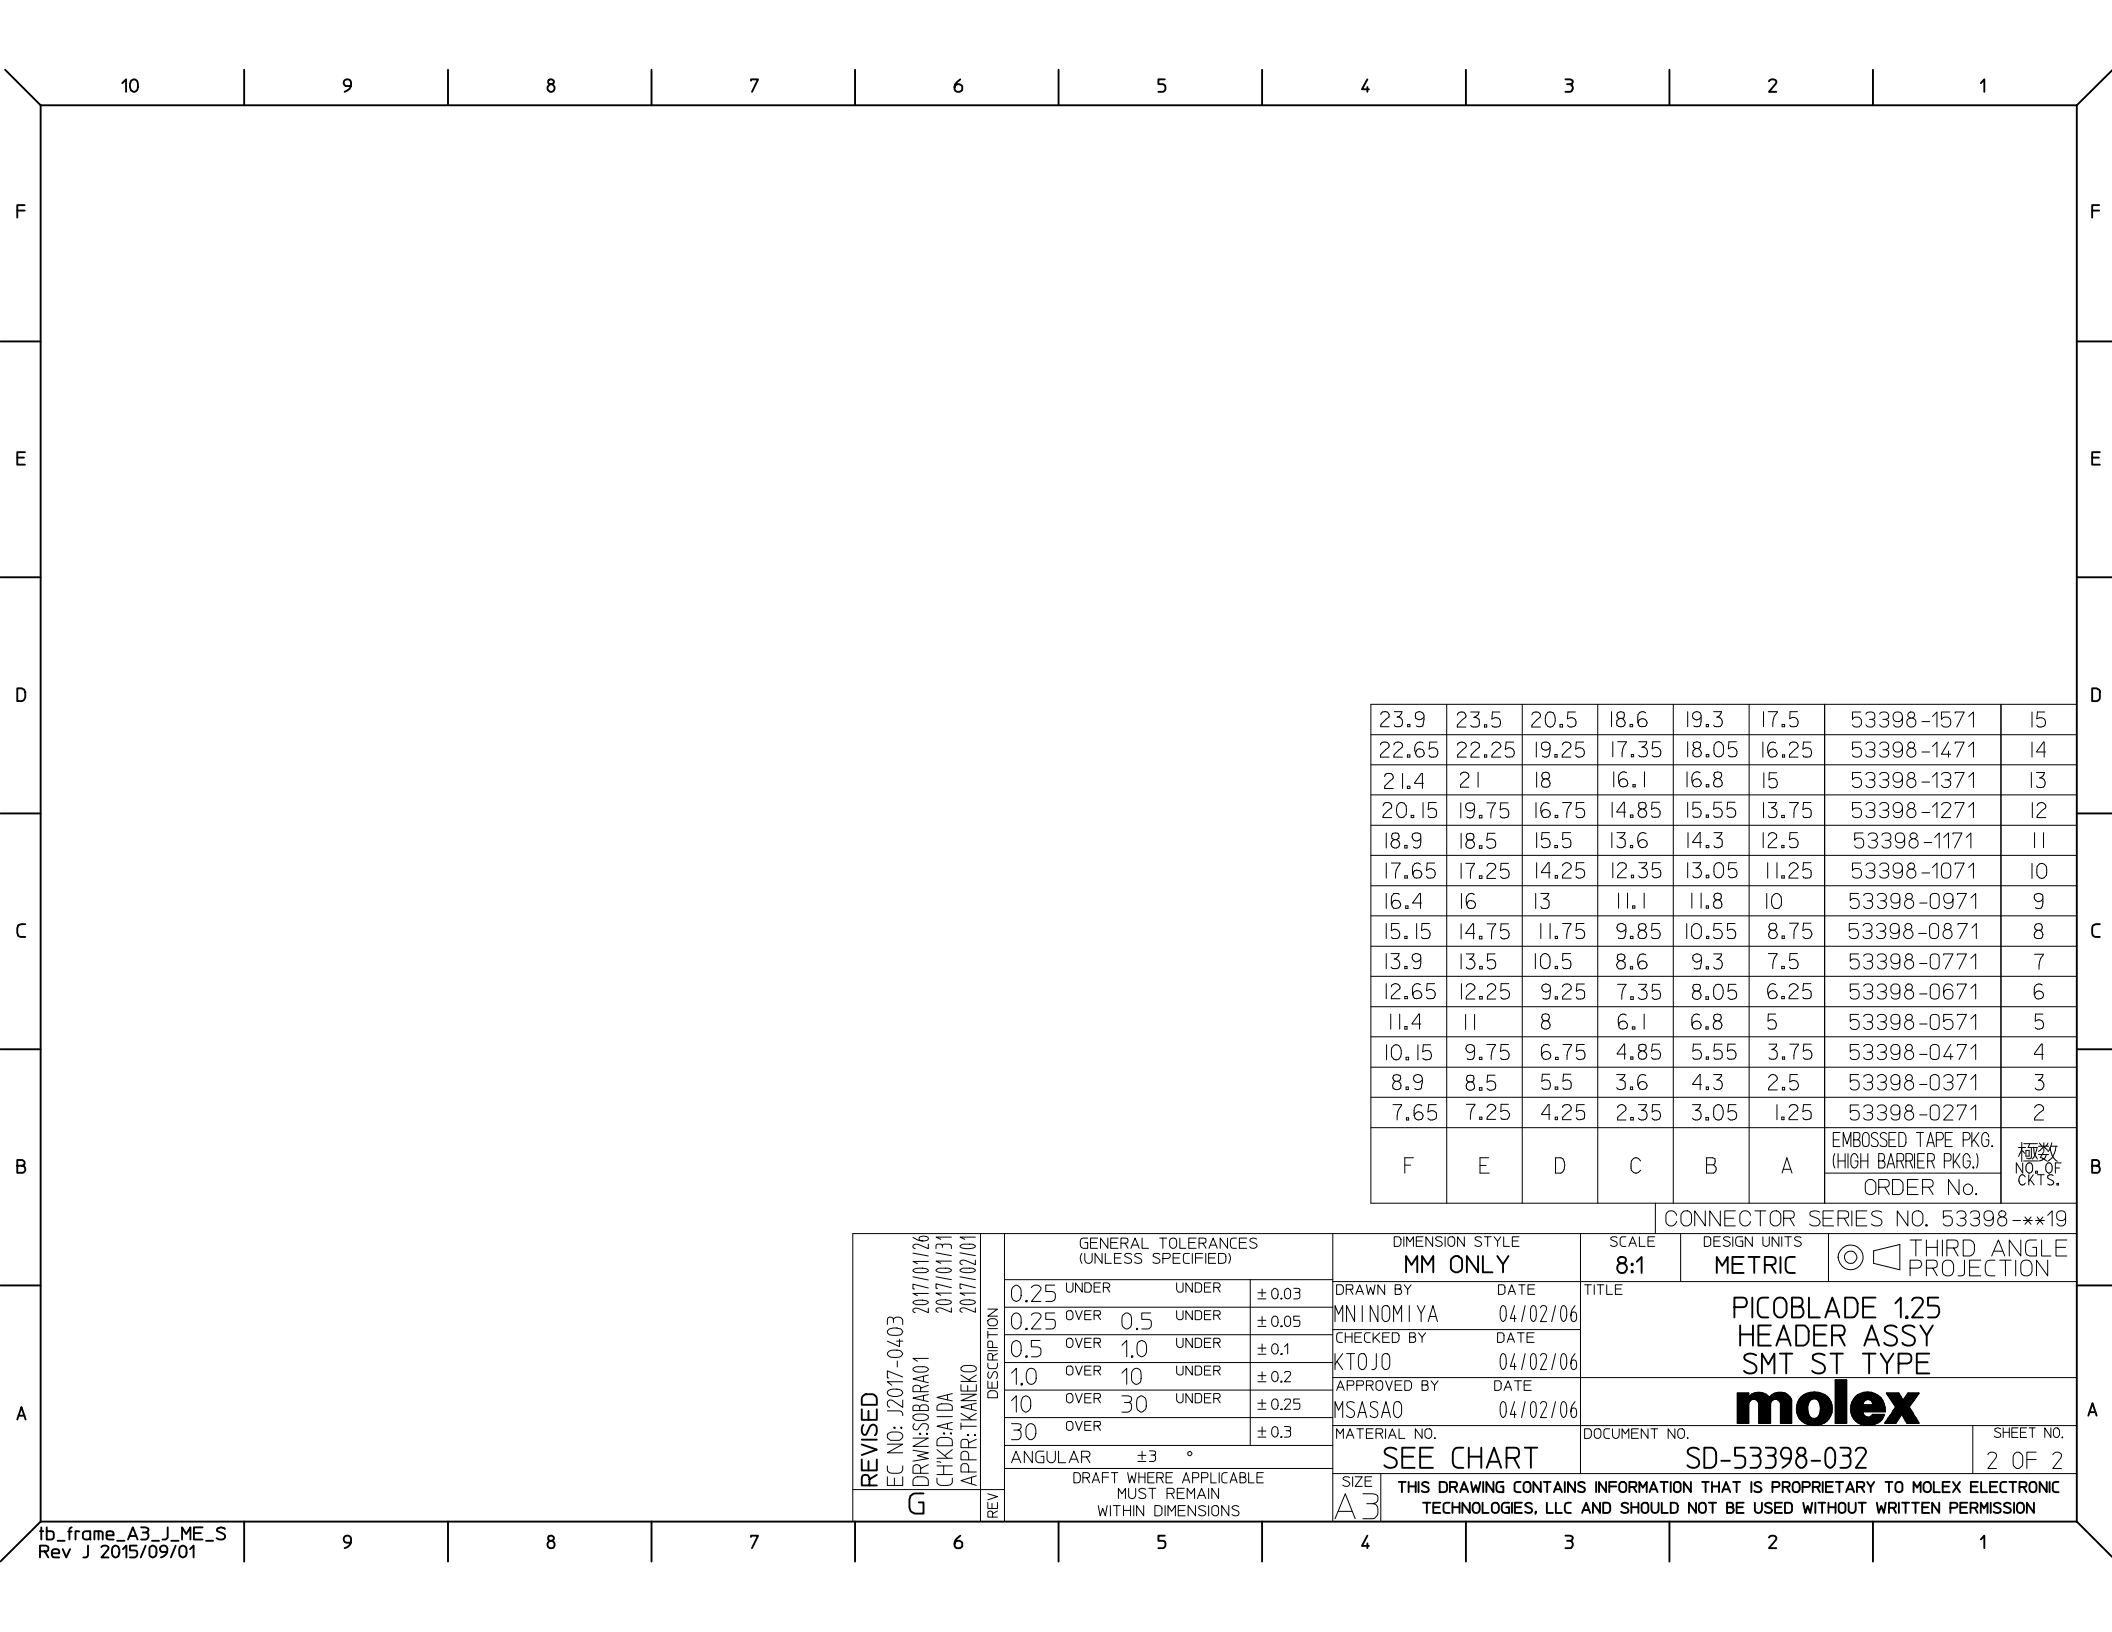 10 9 8 7 6 5 4 3 2 1
F F
E E
D D
C C
B B
A A
23.9 23.5 20.5 18.6 19.3 17.5 53398-1571 15
22.65 22.25 19.25 17.35 18.05 16.25 53398-1471 14
21.4 21 18 16.1 16.8 15 53398-1371 13
20.15 19.75 16.75 14.85 15.55 13.75 53398-1271 12
18.9 18.5 15.5 13.6 14.3 12.5 53398-1171 11
17.65 17.25 14.25 12.35 13.05 11.25 53398-1071 10
16.4 16 13 11.1 11.8 10 53398-0971 9
15.15 14.75 11.75 9.85 10.55 8.75 53398-0871 8
13.9 13.5 10.5 8.6 9.3 7.5 53398-0771 7
12.65 12.25 9.25 7.35 8.05 6.25 53398-0671 6
11.4 11 8 6.1 6.8 5 53398-0571 5
10.15 9.75 6.75 4.85 5.55 3.75 53398-0471 4
8.9 8.5 5.5 3.6 4.3 2.5 53398-0371 3
7.65 7.25 4.25 2.35 3.05 1.25 53398-0271 2
F E D C B A
EMBOSSED TAPE PKG.
(HIGH BARRIER PKG.)
ORDER No.
極数
NO. OF
CKTS.
CONNECTOR SERIES NO. 53398-**19
REVISED
EC NO: J2017-0403
DRWN:SOBARA01 2017/01/26
CH'KD:AIDA 2017/01/31
APPR:TKANEKO 2017/02/01
DESCRIPTION
G
REV
GENERAL TOLERANCES
(UNLESS SPECIFIED)
0.25 UNDER UNDER ±0.03
0.25 OVER 0.5 UNDER ±0.05
0.5 OVER 1.0 UNDER ±0.1
1.0 OVER 10 UNDER ±0.2
10 OVER 30 UNDER ±0.25
30 OVER ±0.3
ANGULAR ±3 °
DRAFT WHERE APPLICABLE
MUST REMAIN
WITHIN DIMENSIONS
DIMENSION STYLE
MM ONLY
SCALE
8:1
DESIGN UNITS
METRIC
THIRD ANGLE
PROJECTION
DRAWN BY DATE
MNINOMIYA 04/02/06
CHECKED BY DATE
KTOJO 04/02/06
APPROVED BY DATE
MSASAO 04/02/06
TITLE
PICOBLADE 1.25
HEADER ASSY
SMT ST TYPE
molex
MATERIAL NO.
SEE CHART
DOCUMENT NO.
SD-53398-032
SHEET NO.
2 OF 2
SIZE
A3
THIS DRAWING CONTAINS INFORMATION THAT IS PROPRIETARY TO MOLEX ELECTRONIC
TECHNOLOGIES, LLC AND SHOULD NOT BE USED WITHOUT WRITTEN PERMISSION
tb_frame_A3_J_ME_S
Rev J 2015/09/01
9 8 7 6 5 4 3 2 1